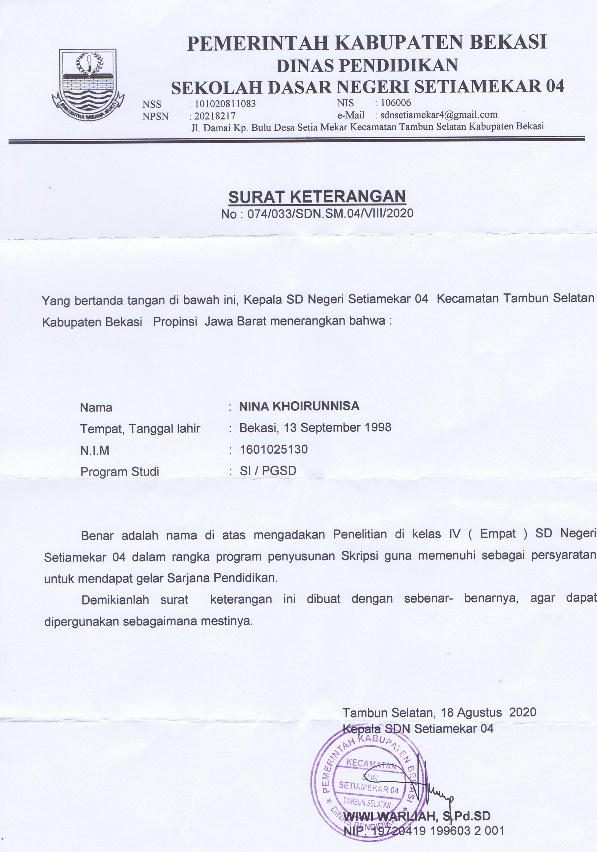 PEMERINTAH KABUPATEN BEKASI
DINAS PENDIDIKAN
SEKOLAH DASAR NEGERI SETIAMEKAR 04
NSS : 101020811083 NIS : 106006
NPSN : 20218217 e-Mail : sdnsetiamekar4@gmail.com
Jl. Damai Kp. Bulu Desa Setia Mekar Kecamatan Tambun Selatan Kabupaten Bekasi
SURAT KETERANGAN
No : 074/033/SDN.SM.04/VIII/2020
Yang bertanda tangan di bawah ini, Kepala SD Negeri Setiamekar 04 Kecamatan Tambun Selatan
Kabupaten Bekasi Propinsi Jawa Barat menerangkan bahwa :
Nama : NINA KHOIRUNNISA
Tempat, Tanggal lahir : Bekasi, 13 September 1998
N.I.M : 1601025130
Program Studi : SI / PGSD
Benar adalah nama di atas mengadakan Penelitian di kelas IV ( Empat ) SD Negeri
Setiamekar 04 dalam rangka program penyusunan Skripsi guna memenuhi sebagai persyaratan
untuk mendapat gelar Sarjana Pendidikan.
Demikianlah surat keterangan ini dibuat dengan sebenar- benarnya, agar dapat
dipergunakan sebagaimana mestinya.
Tambun Selatan, 18 Agustus 2020
Kepala SDN Setiamekar 04
PEMERINTAH KABUPATEN BEKASI
KECAMATAN
SDN
SETIAMEKAR 04
TAMBUN SELATAN
DINAS PENDIDIKAN
WIWI WARLIAH, S.Pd.SD
NIP. 19720419 199603 2 001